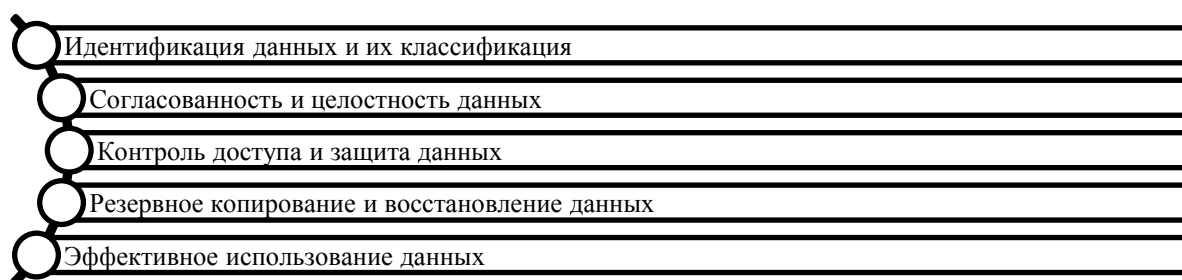 Идентификация данных и их классификация
Согласованность и целостность данных
Контроль доступа и защита данных
Резервное копирование и восстановление данных
Эффективное использование данных